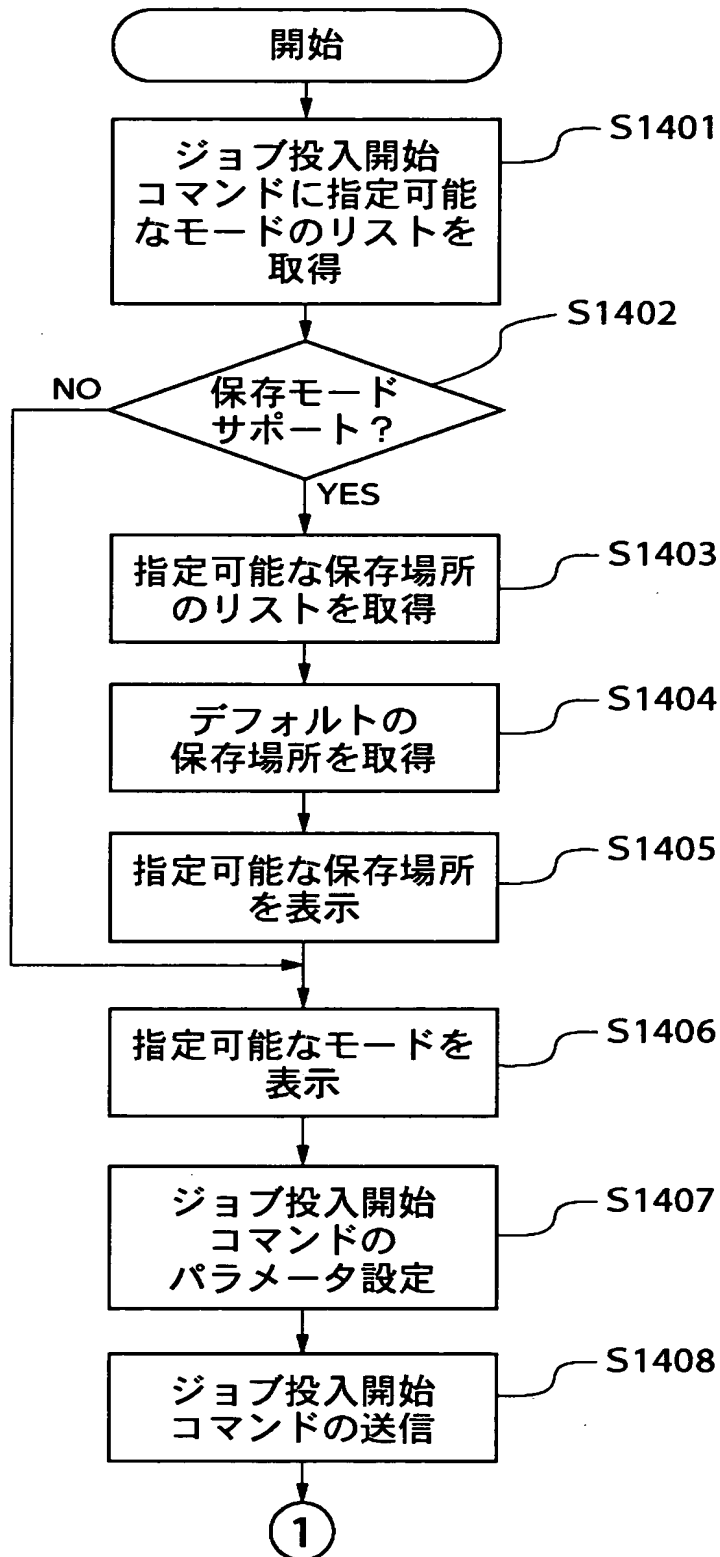 開始
ジョブ投入開始
コマンドに指定可能
なモードのリストを
取得
S1401
保存モード
サポート？
S1402
NO
YES
指定可能な保存場所
のリストを取得
S1403
デフォルトの
保存場所を取得
S1404
指定可能な保存場所
を表示
S1405
指定可能なモードを
表示
S1406
ジョブ投入開始
コマンドの
パラメータ設定
S1407
ジョブ投入開始
コマンドの送信
S1408
1